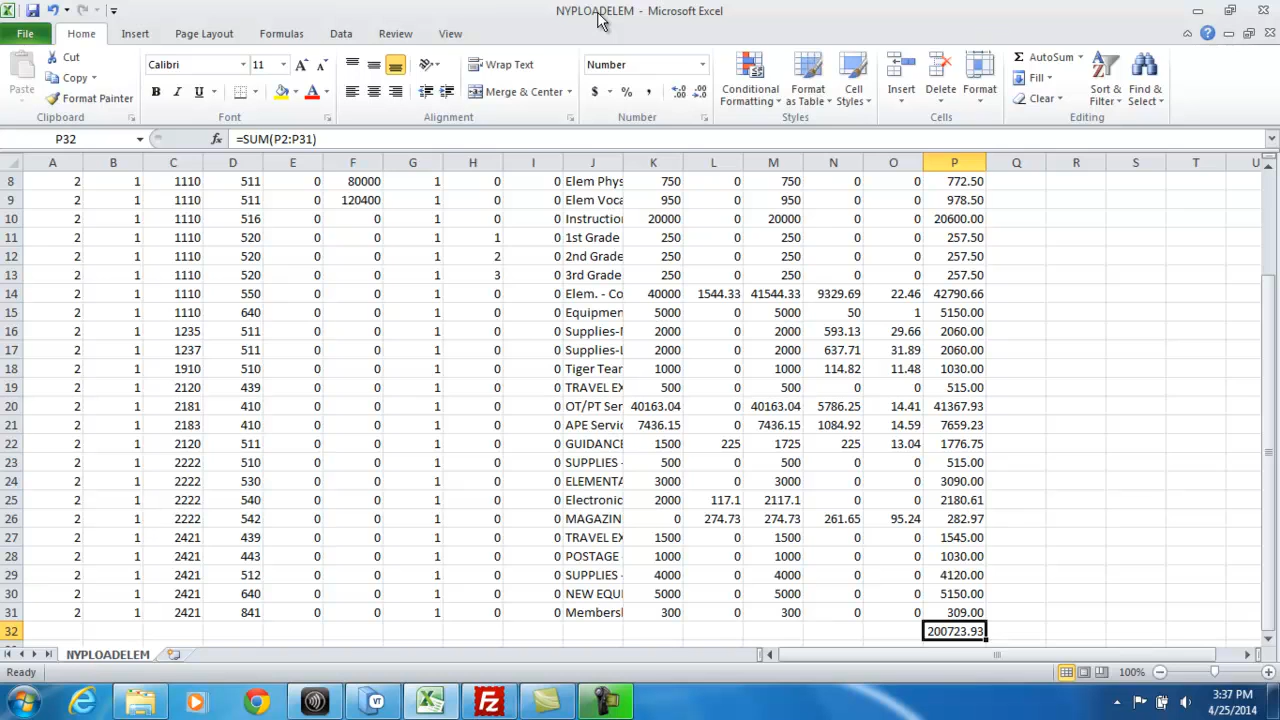 NYPLOADELEM - Microsoft Excel
File Home Insert Page Layout Formulas Data Review View
Paste Cut Copy Format Painter Clipboard
Calibri 11 B I U A Font
Wrap Text Merge & Center Alignment
Number $ % , Number
Conditional Formatting Format as Table Cell Styles Styles
Insert Delete Format Cells
AutoSum Fill Clear Sort & Filter Find & Select Editing
P32 fx =SUM(P2:P31)
A B C D E F G H I J K L M N O P Q R S T U
8 2 1 1110 511 0 80000 1 0 0 Elem Phys 750 0 750 0 0 772.50
9 2 1 1110 511 0 120400 1 0 0 Elem Voca 950 0 950 0 0 978.50
10 2 1 1110 516 0 0 1 0 0 Instruction 20000 0 20000 0 0 20600.00
11 2 1 1110 520 0 0 1 1 0 1st Grade 250 0 250 0 0 257.50
12 2 1 1110 520 0 0 1 2 0 2nd Grade 250 0 250 0 0 257.50
13 2 1 1110 520 0 0 1 3 0 3rd Grade 250 0 250 0 0 257.50
14 2 1 1110 550 0 0 1 0 0 Elem. - Co 40000 1544.33 41544.33 9329.69 22.46 42790.66
15 2 1 1110 640 0 0 1 0 0 Equipmen 5000 0 5000 50 1 5150.00
16 2 1 1235 511 0 0 1 0 0 Supplies-I 2000 0 2000 593.13 29.66 2060.00
17 2 1 1237 511 0 0 1 0 0 Supplies-L 2000 0 2000 637.71 31.89 2060.00
18 2 1 1910 510 0 0 1 0 0 Tiger Tear 1000 0 1000 114.82 11.48 1030.00
19 2 1 2120 439 0 0 1 0 0 TRAVEL EX 500 0 500 0 0 515.00
20 2 1 2181 410 0 0 1 0 0 OT/PT Ser 40163.04 0 40163.04 5786.25 14.41 41367.93
21 2 1 2183 410 0 0 1 0 0 APE Servic 7436.15 0 7436.15 1084.92 14.59 7659.23
22 2 1 2120 511 0 0 1 0 0 GUIDANCE 1500 225 1725 225 13.04 1776.75
23 2 1 2222 510 0 0 1 0 0 SUPPLIES - 500 0 500 0 0 515.00
24 2 1 2222 530 0 0 1 0 0 ELEMENTA 3000 0 3000 0 0 3090.00
25 2 1 2222 540 0 0 1 0 0 Electronic 2000 117.1 2117.1 0 0 2180.61
26 2 1 2222 542 0 0 1 0 0 MAGAZIN 0 274.73 274.73 261.65 95.24 282.97
27 2 1 2421 439 0 0 1 0 0 TRAVEL EX 1500 0 1500 0 0 1545.00
28 2 1 2421 443 0 0 1 0 0 POSTAGE - 1000 0 1000 0 0 1030.00
29 2 1 2421 512 0 0 1 0 0 SUPPLIES - 4000 0 4000 0 0 4120.00
30 2 1 2421 640 0 0 1 0 0 NEW EQUI 5000 0 5000 0 0 5150.00
31 2 1 2421 841 0 0 1 0 0 Membersh 300 0 300 0 0 309.00
32 200723.93
NYPLOADELEM
Ready 100%
3:37 PM
4/25/2014